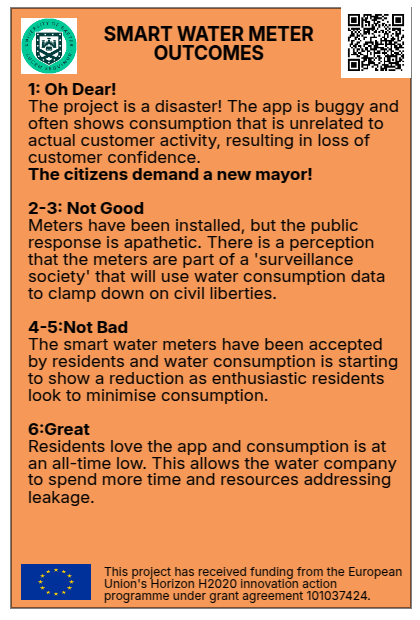 SMART WATER METER
OUTCOMES
1: Oh Dear!
The project is a disaster! The app is buggy and
often shows consumption that is unrelated to
actual customer activity, resulting in loss of
customer confidence.
The citizens demand a new mayor!
2-3: Not Good
Meters have been installed, but the public
response is apathetic. There is a perception
that the meters are part of a 'surveillance
society' that will use water consumption data
to clamp down on civil liberties.
4-5:Not Bad
The smart water meters have been accepted
by residents and water consumption is starting
to show a reduction as enthusiastic residents
look to minimise consumption.
6:Great
Residents love the app and consumption is at
an all-time low. This allows the water company
to spend more time and resources addressing
leakage.
This project has received funding from the European
Union's Horizon H2020 innovation action
programme under grant agreement 101037424.